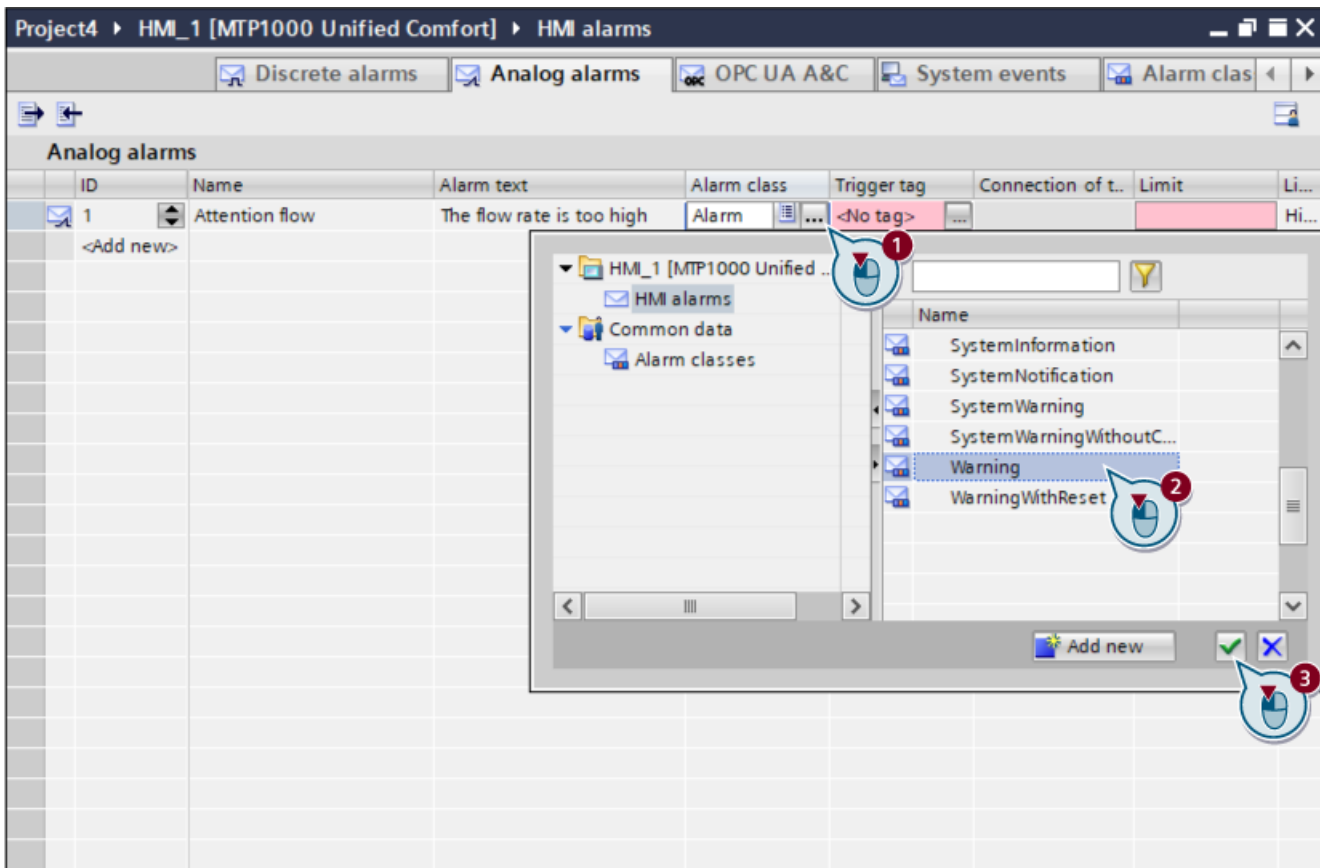 Project4 ▸ HMI_1 [MTP1000 Unified Comfort] ▸ HMI alarms
Discrete alarms Analog alarms OPC UA A&C System events Alarm clas
Analog alarms
ID Name Alarm text Alarm class Trigger tag Connection of t.. Limit Li...
1 Attention flow The flow rate is too high Alarm ... <No tag> ... Hi...
<Add new>
1
HMI_1 [MTP1000 Unified ...
HMI alarms
Common data
Alarm classes
Name
SystemInformation
SystemNotification
SystemWarning
SystemWarningWithoutC...
Warning
2
WarningWithReset
Add new
3